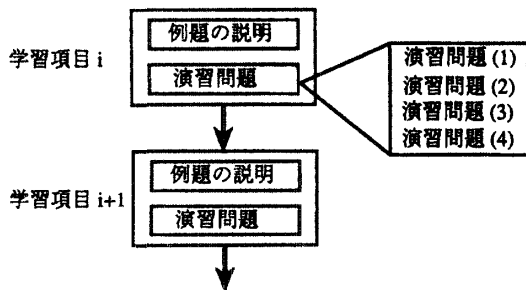 学習項目 i
例題の説明
演習問題
演習問題 (1)
演習問題 (2)
演習問題 (3)
演習問題 (4)
学習項目 i+1
例題の説明
演習問題